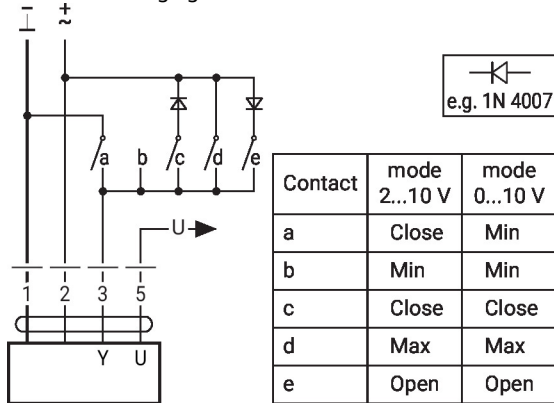 - +
⊥ ~
e.g. 1N 4007
a b c d e
U
1 2 3 5
Y U
Contact mode 2...10 V mode 0...10 V
a Close Min
b Min Min
c Close Close
d Max Max
e Open Open